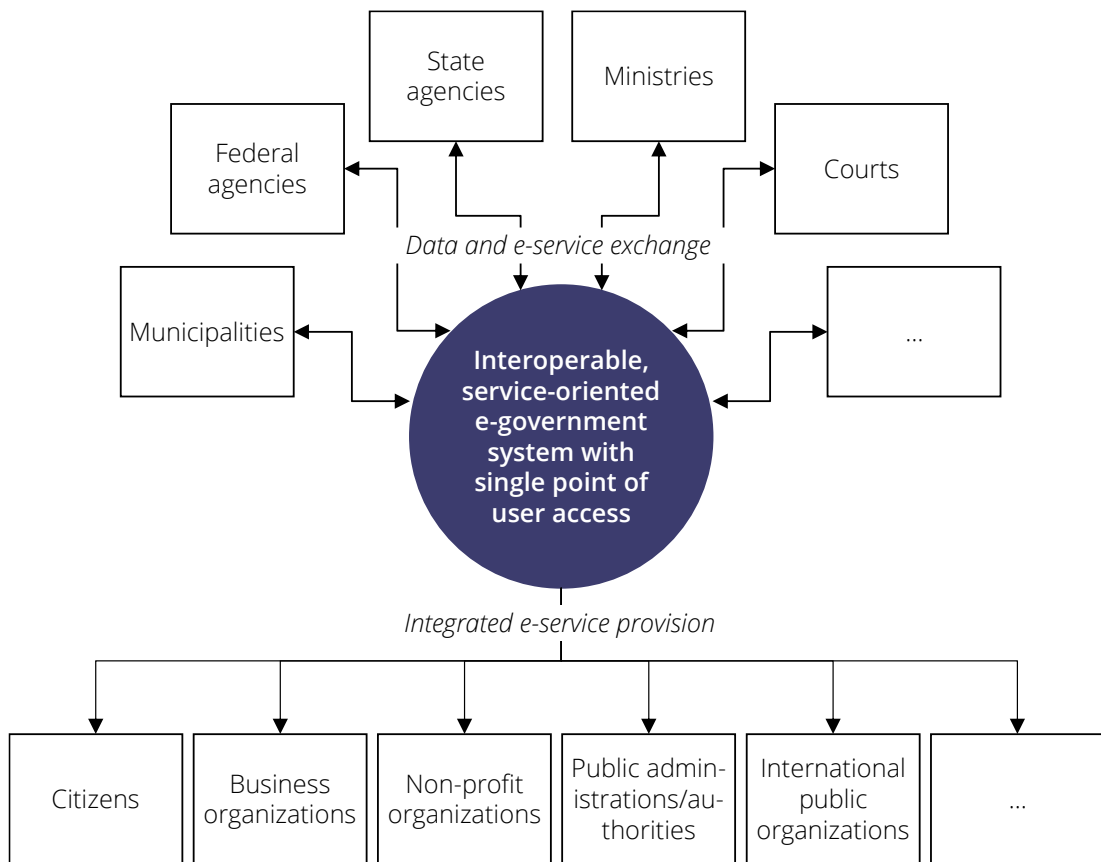 State
agencies
Ministries
Federal
agencies
Courts
Data and e-service exchange
Municipalities
...
Interoperable,
service-oriented
e-government
system with
single point of
user access
Integrated e-service provision
Citizens
Business
organizations
Non-profit
organizations
Public admin-
istrations/au-
thorities
International
public
organizations
...